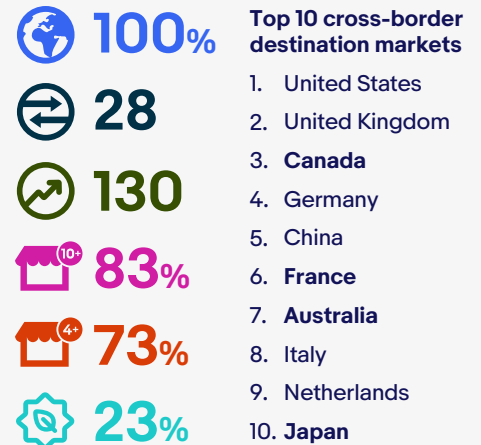 100%
28
130
10+
83%
4+
73%
23%
Top 10 cross-border
destination markets
1. United States
2. United Kingdom
3. Canada
4. Germany
5. China
6. France
7. Australia
8. Italy
9. Netherlands
10. Japan